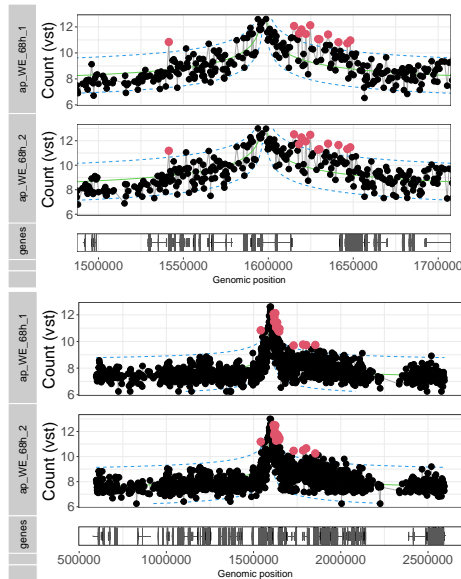 ap_WE_68h_1
Count (vst)
12
10
8
6
ap_WE_68h_2
Count (vst)
12
10
8
6
genes
1500000 1550000 1600000 1650000 1700000
Genomic position
ap_WE_68h_1
Count (vst)
12
10
8
6
ap_WE_68h_2
Count (vst)
12
10
8
6
genes
500000 1000000 1500000 2000000 2500000
Genomic position